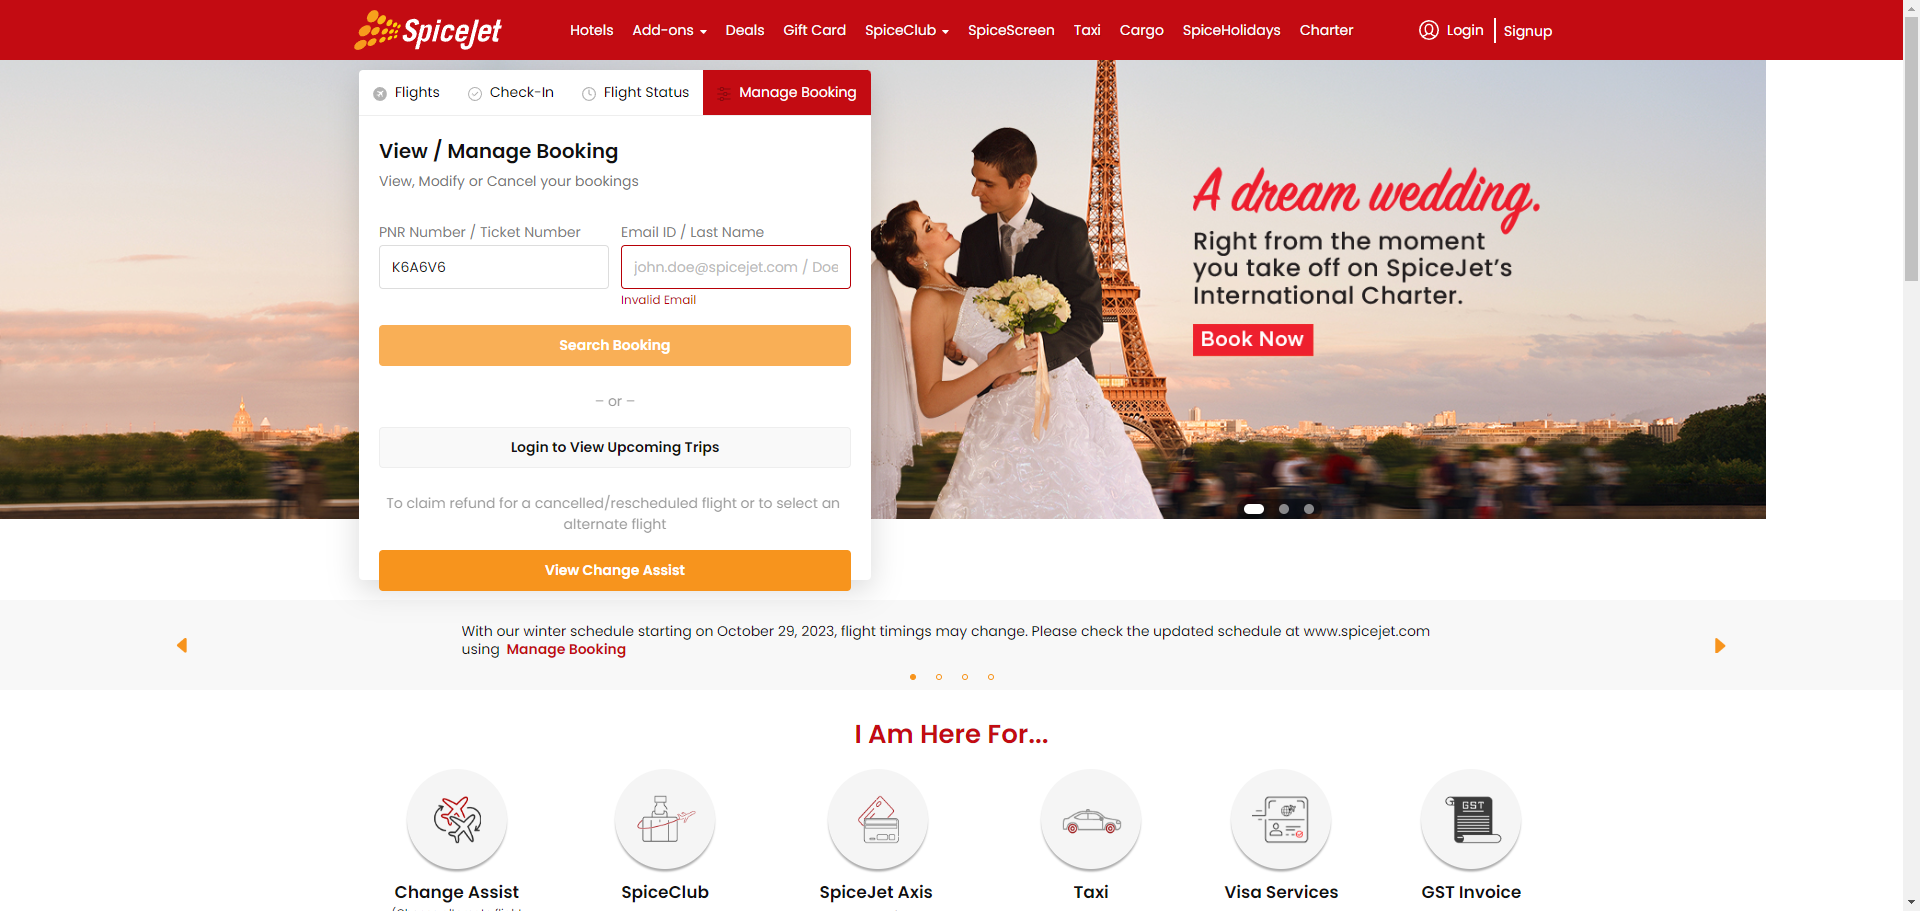 SpiceJet
Hotels
Add-ons
Deals
Gift Card
SpiceClub
SpiceScreen
Taxi
Cargo
SpiceHolidays
Charter
Login
Signup
Flights
Check-In
Flight Status
Manage Booking
View / Manage Booking
View, Modify or Cancel your bookings
PNR Number / Ticket Number
Email ID / Last Name
K6A6V6
john.doe@spicejet.com / Doe
Invalid Email
Search Booking
– or –
Login to View Upcoming Trips
To claim refund for a cancelled/rescheduled flight or to select an
alternate flight
View Change Assist
A dream wedding.
Right from the moment
you take off on SpiceJet's
International Charter.
Book Now
With our winter schedule starting on October 29, 2023, flight timings may change. Please check the updated schedule at www.spicejet.com
using Manage Booking
I Am Here For...
GST
Change Assist
SpiceClub
SpiceJet Axis
Taxi
Visa Services
GST Invoice